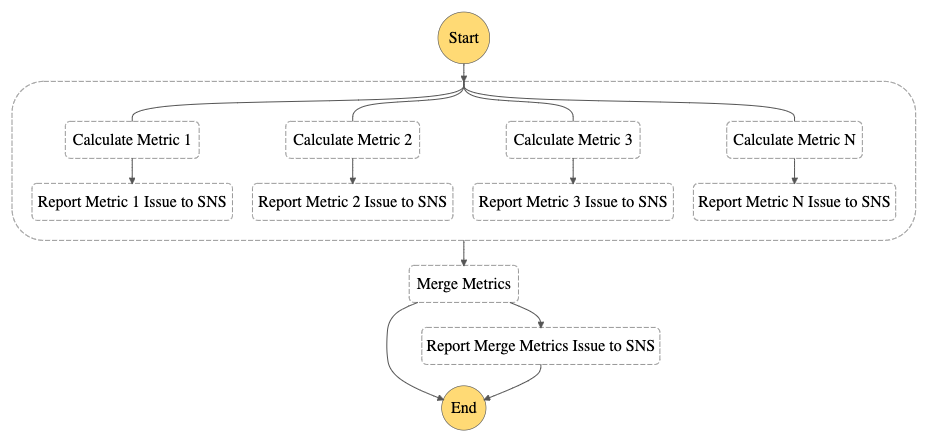 Start
Calculate Metric 1
Calculate Metric 2
Calculate Metric 3
Calculate Metric N
Report Metric 1 Issue to SNS
Report Metric 2 Issue to SNS
Report Metric 3 Issue to SNS
Report Metric N Issue to SNS
Merge Metrics
Report Merge Metrics Issue to SNS
End